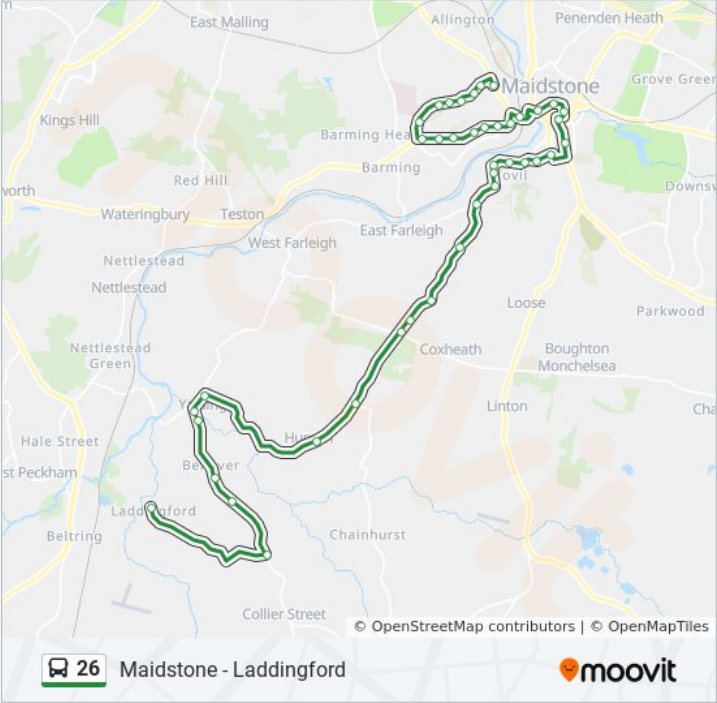 East Malling
Allington
Penenden Heath
Maidstone
Grove Green
Kings Hill
Barming Hea
Barming
Red Hill
ovil
Downsw
worth
Wateringbury
Teston
West Farleigh
East Farleigh
Nettlestead
Nettlestead
Loose
Parkwood
Nettlestead
Green
Coxheath
Boughton
Monchelsea
Linton
Cha
Hale Street
st Peckham
Laddingford
Beltring
Chainhurst
Collier Street
© OpenStreetMap contributors | © OpenMapTiles
26 Maidstone - Laddingford
moovit